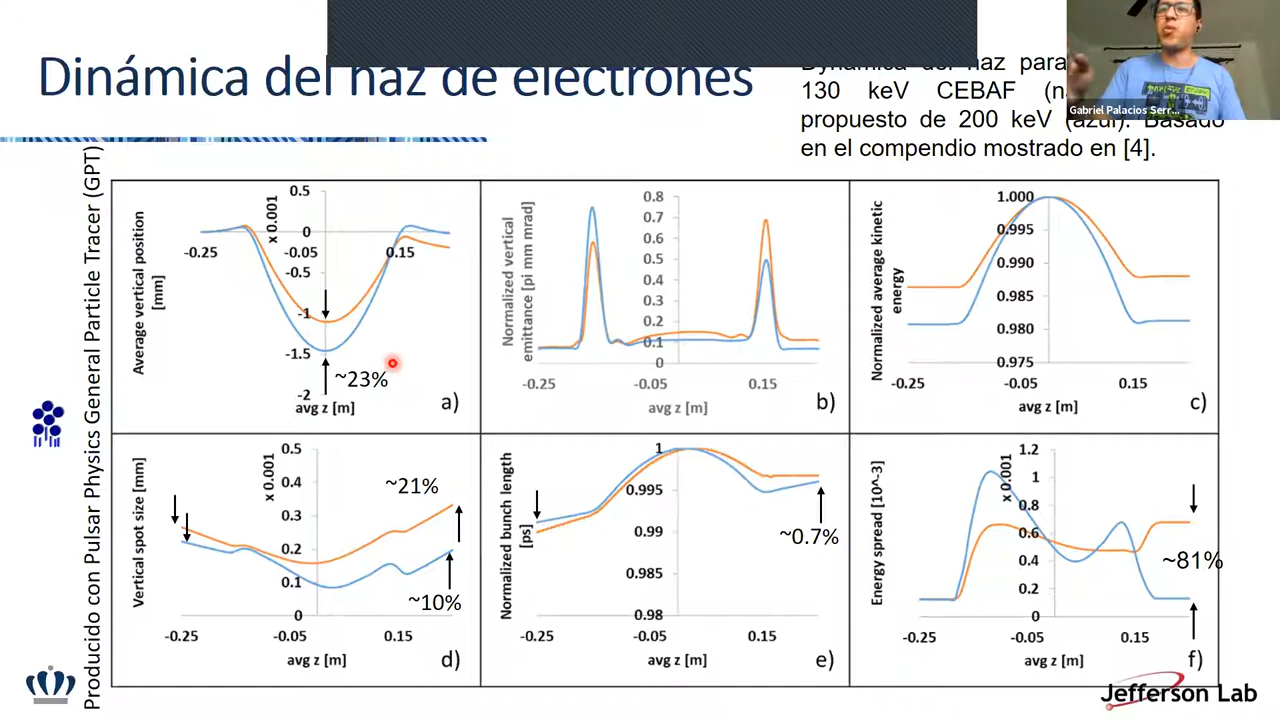 Dinámica del haz de electrones
130 keV CEBAF
propuesto de 200 keV (azul). Basado
en el compendio mostrado en [4].
Gabriel Palacios Serr...
Producido con Pulsar Physics General Particle Tracer (GPT)
Average vertical position
[mm]
x 0.001
0.5
0
-0.25
-0.05
0.15
-0.5
-1
-1.5
-2
~23%
avg z [m]
a)
Normalized vertical
emittance [pi mm mrad]
0.8
0.7
0.6
0.5
0.4
0.3
0.2
0.1
0
-0.25
-0.05
0.15
avg z [m]
b)
Normalized average kinetic
energy
1.000
0.995
0.990
0.985
0.980
0.975
-0.25
-0.05
0.15
avg z [m]
c)
Vertical spot size [mm]
x 0.001
0.5
0.4
0.3
0.2
0.1
0
~21%
~10%
-0.25
-0.05
0.15
avg z [m]
d)
Normalized bunch length
[ps]
1
0.995
0.99
0.985
0.98
~0.7%
-0.25
-0.05
0.15
avg z [m]
e)
Energy spread [10^-3]
x 0.001
1.2
1
0.8
0.6
0.4
0.2
0
~81%
-0.25
-0.05
0.15
avg z [m]
f)
Jefferson Lab